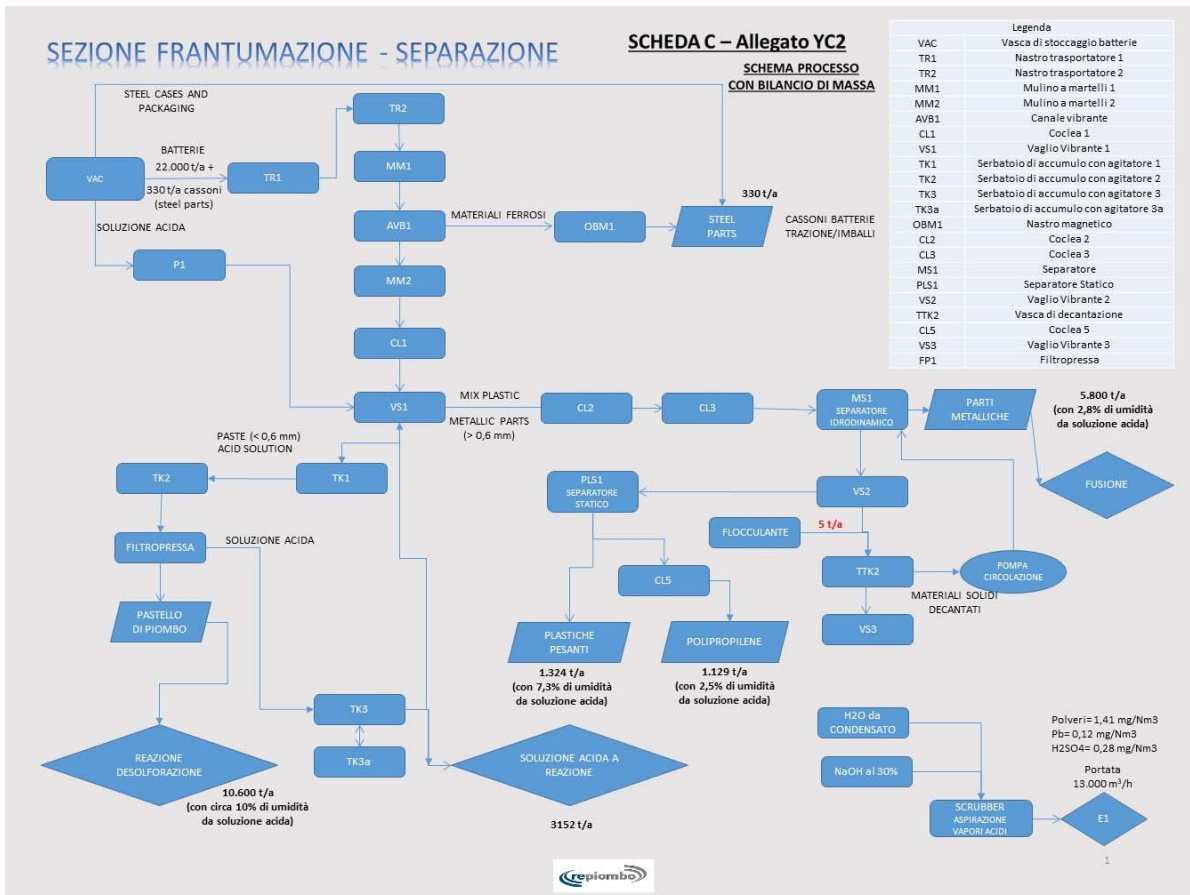 SEZIONE FRANTUMAZIONE - SEPARAZIONE
SCHEDA C – Allegato YC2
SCHEMA PROCESSO
CON BILANCIO DI MASSA
Legenda
VAC Vasca di stoccaggio batterie
TR1 Nastro trasportatore 1
TR2 Nastro trasportatore 2
MM1 Mulino a martelli 1
MM2 Mulino a martelli 2
AVB1 Canale vibrante
CL1 Coclea 1
VS1 Vaglio Vibrante 1
TK1 Serbatoio di accumulo con agitatore 1
TK2 Serbatoio di accumulo con agitatore 2
TK3 Serbatoio di accumulo con agitatore 3
TK3a Serbatoio di accumulo con agitatore 3a
OBM1 Nastro magnetico
CL2 Coclea 2
CL3 Coclea 3
MS1 Separatore
PLS1 Separatore Statico
VS2 Vaglio Vibrante 2
TTK2 Vasca di decantazione
CL5 Coclea 5
VS3 Vaglio Vibrante 3
FP1 Filtropressa
STEEL CASES AND
PACKAGING
TR2
BATTERIE
22.000 t/a +
330 t/a cassoni
(steel parts)
VAC
TR1
MM1
SOLUZIONE ACIDA
P1
AVB1
MATERIALI FERROSI
OBM1
330 t/a
STEEL
PARTS
CASSONI BATTERIE
TRAZIONE/IMBALLI
MM2
CL1
VS1
MIX PLASTIC
METALLIC PARTS
(> 0,6 mm)
CL2
CL3
MS1
SEPARATORE
IDRODINAMICO
PARTI
METALLICHE
5.800 t/a
(con 2,8% di umidità
da soluzione acida)
FUSIONE
PASTE (< 0,6 mm)
ACID SOLUTION
TK2
TK1
PLS1
SEPARATORE
STATICO
VS2
FLOCCULANTE
5 t/a
FILTROPRESSA
SOLUZIONE ACIDA
CL5
TTK2
POMPA
CIRCOLAZIONE
MATERIALI SOLIDI
DECANTATI
VS3
PASTELLO
DI PIOMBO
PLASTICHE
PESANTI
POLIPROPILENE
1.324 t/a
(con 7,3% di umidità
da soluzione acida)
1.129 t/a
(con 2,5% di umidità
da soluzione acida)
TK3
TK3a
REAZIONE
DESOLFORAZIONE
10.600 t/a
(con circa 10% di umidità
da soluzione acida)
SOLUZIONE ACIDA A
REAZIONE
3152 t/a
H2O da
CONDENSATO
NaOH al 30%
SCRUBBER
ASPIRAZIONE
VAPORI ACIDI
Polveri= 1,41 mg/Nm3
Pb= 0,12 mg/Nm3
H2SO4= 0,28 mg/Nm3
Portata
13.000 m³/h
E1
1
repiombo